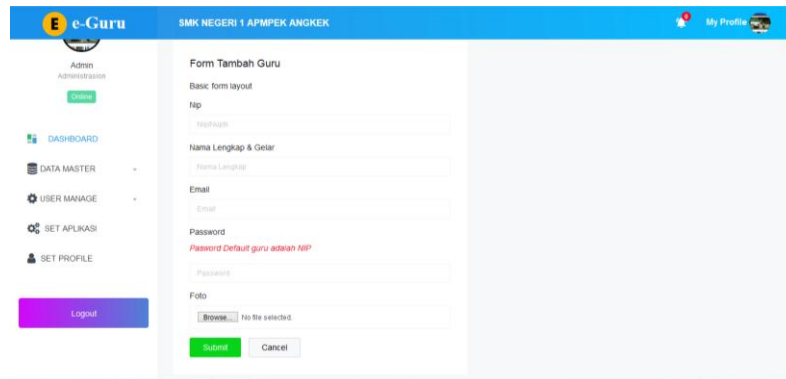 E e-Guru
SMK NEGERI 1 APMPEK ANGKEK
My Profile
Admin
Administrasion
Online
DASHBOARD
DATA MASTER
USER MANAGE
SET APLIKASI
SET PROFILE
Logout
Form Tambah Guru
Basic form layout
Nip
Nama Lengkap & Gelar
Nama Lengkap
Email
Email
Password
Pasword Default guru adalah NIP
Password
Foto
Browse... No file selected.
Submit Cancel